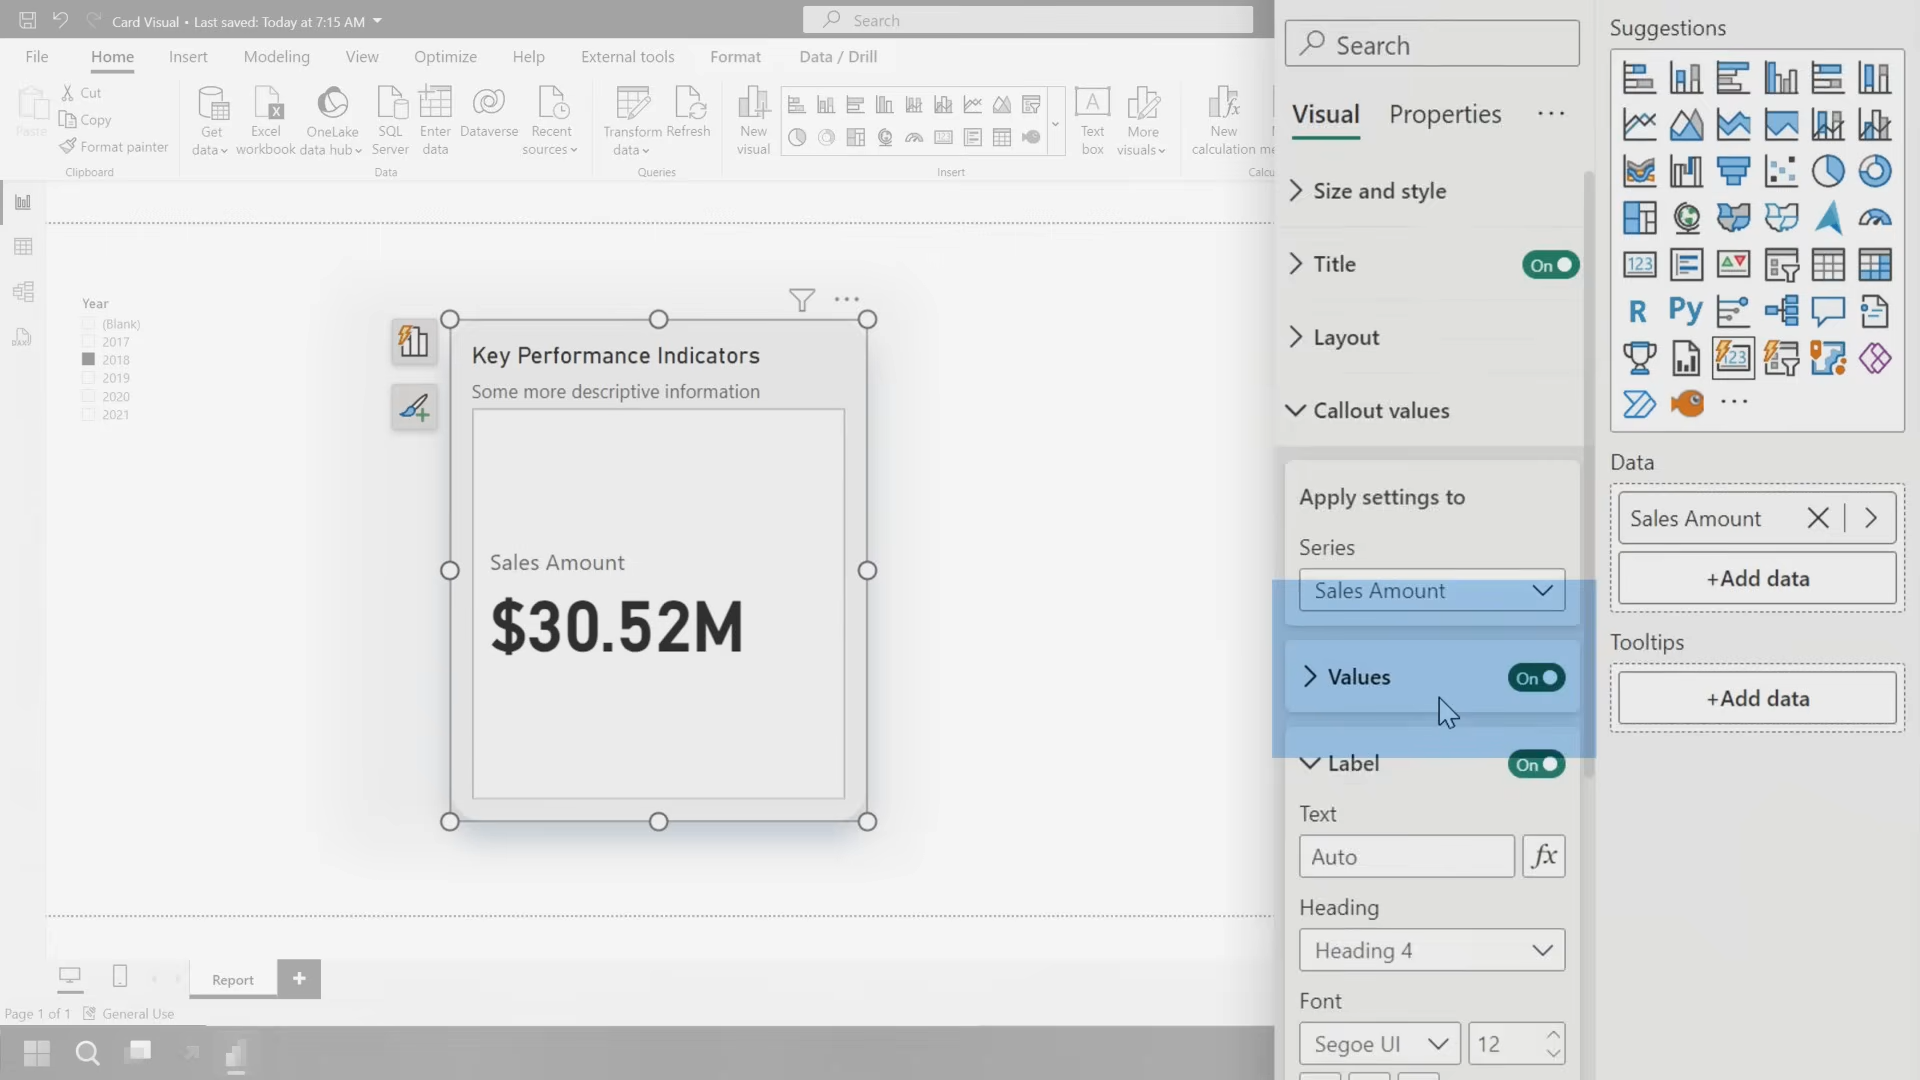 Card Visual • Last saved: Today at 7:15 AM
Search
File Home Insert Modeling View Optimize Help External tools Format Data / Drill
Paste
Cut
Copy
Format painter
Clipboard
Get data
Excel workbook
OneLake data hub
SQL Server
Enter data
Dataverse
Recent sources
Data
Transform data
Refresh
Queries
New visual
A
Text box
More visuals
Insert
New calculation
Year
(Blank)
2017
2018
2019
2020
2021
Key Performance Indicators
Some more descriptive information
Sales Amount
$30.52M
Report
+
Page 1 of 1
General Use
Search
Visual Properties
Size and style
Title On
Layout
Callout values
Apply settings to
Series
Sales Amount
Values On
Label On
Text
Auto fx
Heading
Heading 4
Font
Segoe UI 12
Suggestions
123
R Py
123
Data
Sales Amount
+Add data
Tooltips
+Add data